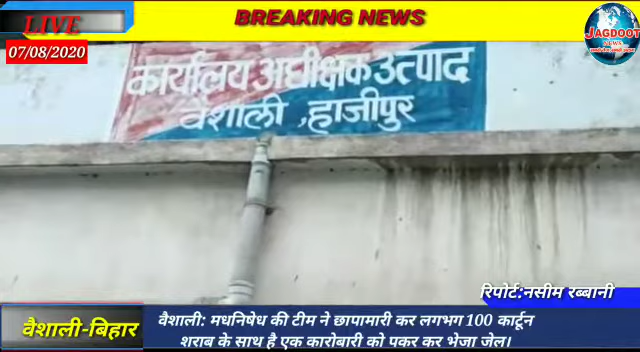 LIVE
BREAKING NEWS
07/08/2020
JAGDOOT
NEWS
कार्यालय अधीक्षक उत्पाद
वैशाली ,हाजीपुर
रिपोर्ट:नसीम रब्बानी
वैशाली-बिहार
वैशाली: मधनिषेध की टीम ने छापामारी कर लगभग 100 कार्टून
शराब के साथ है एक कारोबारी को पकर कर भेजा जेल।